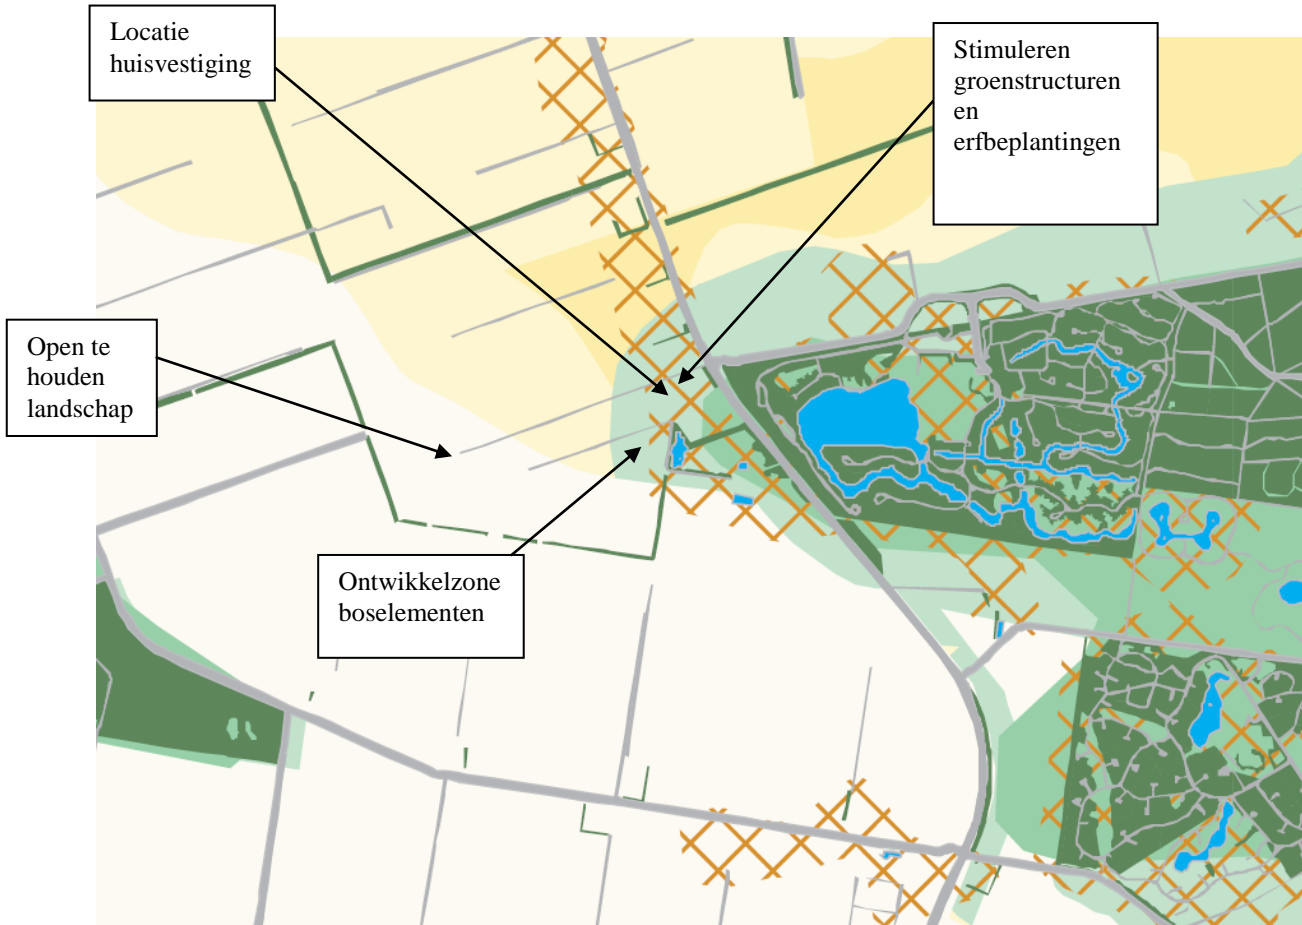 Locatie
huisvestiging
Stimuleren
groenstructuren
en
erfbeplantingen
Open te
houden
landschap
Ontwikkelzone
boselementen